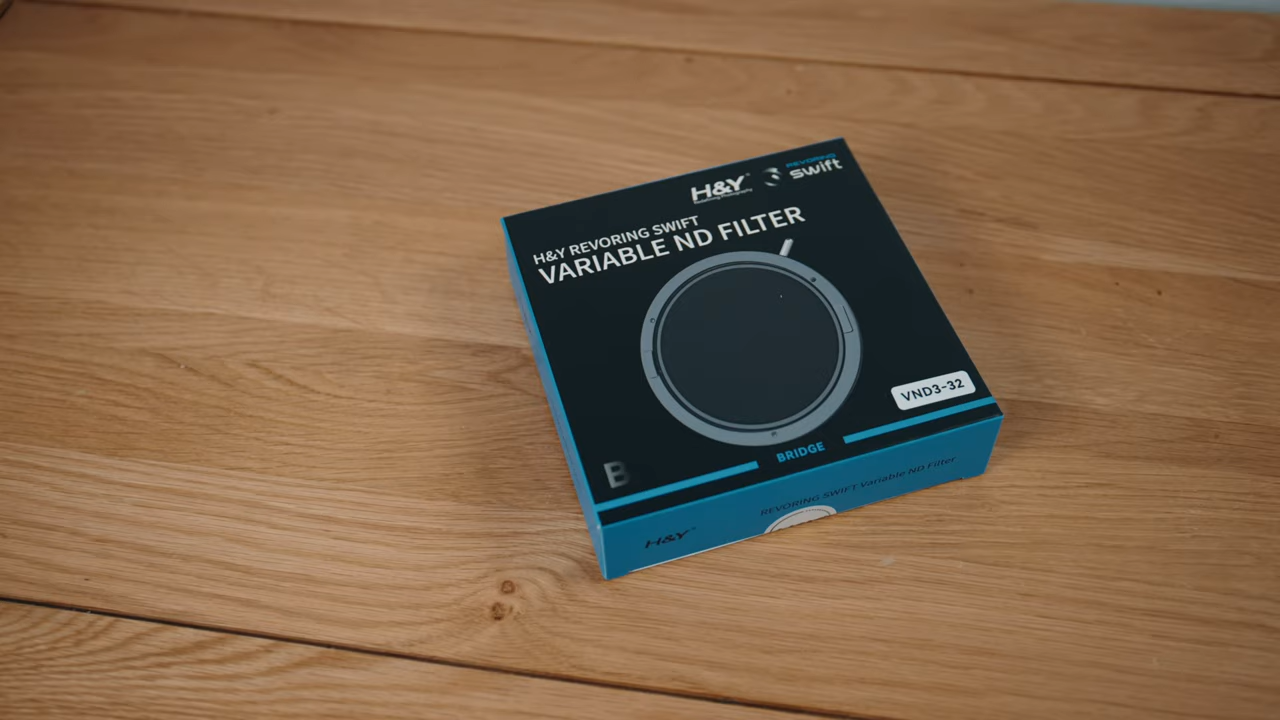 H&Y
REVORING
swift
H&Y REVORING SWIFT
VARIABLE ND FILTER
VND3-32
BRIDGE
B
H&Y
REVORING SWIFT Variable ND Filter